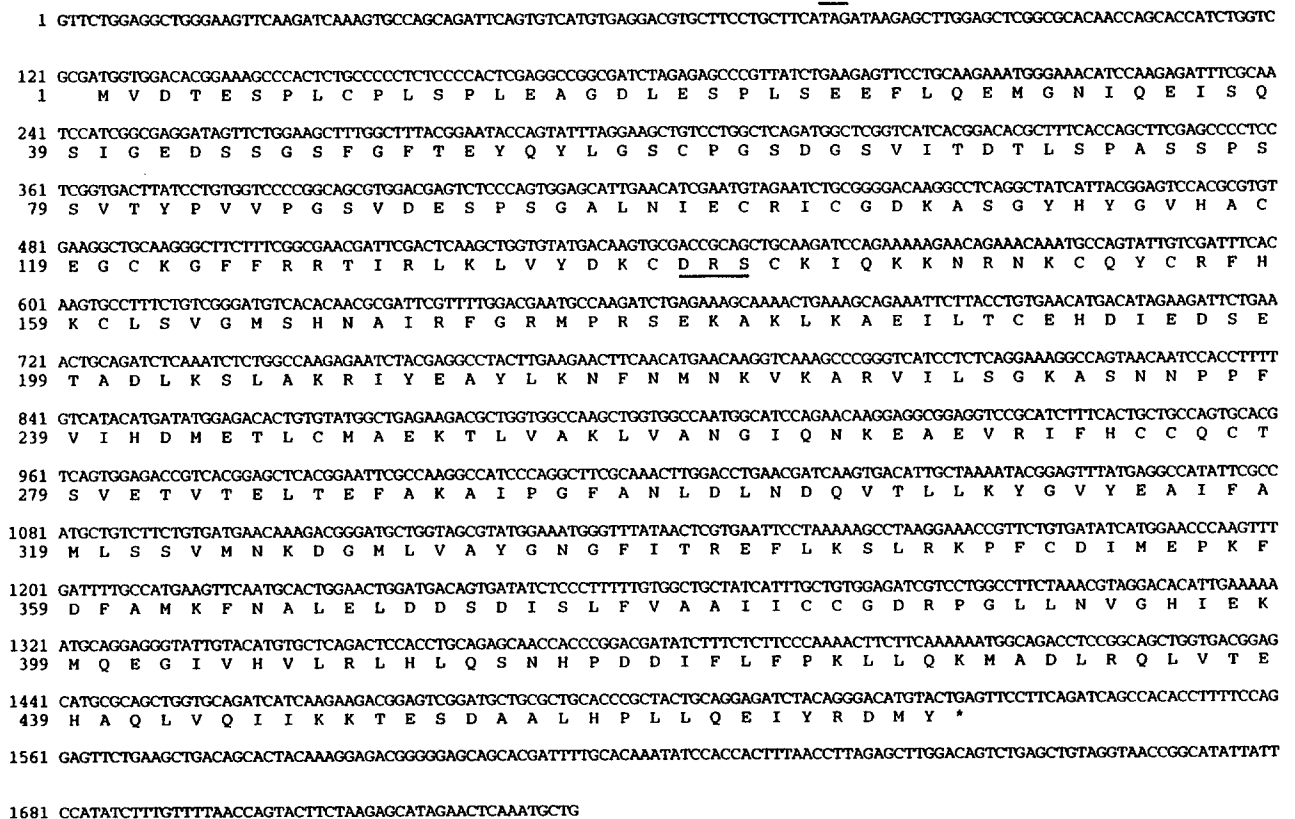 1 GTTCTGGAGGCTGGGAAGTTCAAGATCAAAGTGCCAGCAGATTCAGTGTCATGTGAGGACGTGCTTCCTGCTTCATAGATAAGAGCTTGGAGCTCGGCGCACAACCAGCACCATCTGGTC
121 GCGATGGTGGACACGGAAAGCCCACTCTGCCCCCTCTCCCCACTCGAGGCCGGCGATCTAGAGAGCCCGTTATCTGAAGAGTTCCTGCAAGAAATGGGAAACATCCAAGAGATTTCGCAA
1 M V D T E S P L C P L S P L E A G D L E S P L S E E F L Q E M G N I Q E I S Q
241 TCCATCGGCGAGGATAGTTCTGGAAGCTTTGGCTTTACGGAATACCAGTATTTAGGAAGCTGTCCTGGCTCAGATGGCTCGGTCATCACGGACACGCTTTCACCAGCTTCGAGCCCCTCC
39 S I G E D S S G S F G F T E Y Q Y L G S C P G S D G S V I T D T L S P A S S P S
361 TCGGTGACTTATCCTGTGGTCCCCGGCAGCGTGGACGAGTCTCCCAGTGGAGCATTGAACATCGAATGTAGAATCTGCGGGGACAAGGCCTCAGGCTATCATTACGGAGTCCACGCGTGT
79 S V T Y P V V P G S V D E S P S G A L N I E C R I C G D K A S G Y H Y G V H A C
481 GAAGGCTGCAAGGGCTTCTTTCGGCGAACGATTCGACTCAAGCTGGTGTATGACAAGTGCGACCGCAGCTGCAAGATCCAGAAAAAGAACAGAAACAAATGCCAGTATTGTCGATTTCAC
119 E G C K G F F R R T I R L K L V Y D K C D R S C K I Q K K N R N K C Q Y C R F H
601 AAGTGCCTTTCTGTCGGGATGTCACACAACGCGATTCGTTTTGGACGAATGCCAAGATCTGAGAAAGCAAAACTGAAAGCAGAAATTCTTACCTGTGAACATGACATAGAAGATTCTGAA
159 K C L S V G M S H N A I R F G R M P R S E K A K L K A E I L T C E H D I E D S E
721 ACTGCAGATCTCAAATCTCTGGCCAAGAGAATCTACGAGGCCTACTTGAAGAACTTCAACATGAACAAGGTCAAAGCCCGGGTCATCCTCTCAGGAAAGGCCAGTAACAATCCACCTTTT
199 T A D L K S L A K R I Y E A Y L K N F N M N K V K A R V I L S G K A S N N P P F
841 GTCATACATGATATGGAGACACTGTGTATGGCTGAGAAGACGCTGGTGGCCAAGCTGGTGGCCAATGGCATCCAGAACAAGGAGGCGGAGGTCCGCATCTTTCACTGCTGCCAGTGCACG
239 V I H D M E T L C M A E K T L V A K L V A N G I Q N K E A E V R I F H C C Q C T
961 TCAGTGGAGACCGTCACGGAGCTCACGGAATTCGCCAAGGCCATCCCAGGCTTCGCAAACTTGGACCTGAACGATCAAGTGACATTGCTAAAATACGGAGTTTATGAGGCCATATTCGCC
279 S V E T V T E L T E F A K A I P G F A N L D L N D Q V T L L K Y G V Y E A I F A
1081 ATGCTGTCTTCTGTGATGAACAAAGACGGGATGCTGGTAGCGTATGGAAATGGGTTTATAACTCGTGAATTCCTAAAAAGCCTAAGGAAACCGTTCTGTGATATCATGGAACCCAAGTTT
319 M L S S V M N K D G M L V A Y G N G F I T R E F L K S L R K P F C D I M E P K F
1201 GATTTTGCCATGAAGTTCAATGCACTGGAACTGGATGACAGTGATATCTCCCTTTTTGTGGCTGCTATCATTTGCTGTGGAGATCGTCCTGGCCTTCTAAACGTAGGACACATTGAAAAA
359 D F A M K F N A L E L D D S D I S L F V A A I I C C G D R P G L L N V G H I E K
1321 ATGCAGGAGGGTATTGTACATGTGCTCAGACTCCACCTGCAGAGCAACCACCCGGACGATATCTTTCTCTTCCCAAAACTTCTTCAAAAAATGGCAGACCTCCGGCAGCTGGTGACGGAG
399 M Q E G I V H V L R L H L Q S N H P D D I F L F P K L L Q K M A D L R Q L V T E
1441 CATGCGCAGCTGGTGCAGATCATCAAGAAGACGGAGTCGGATGCTGCGCTGCACCCGCTACTGCAGGAGATCTACAGGGACATGTACTGAGTTCCTTCAGATCAGCCACACCTTTTCCAG
439 H A Q L V Q I I K K T E S D A A L H P L L Q E I Y R D M Y *
1561 GAGTTCTGAAGCTGACAGCACTACAAAGGAGACGGGGGAGCAGCACGATTTTGCACAAATATCCACCACTTTAACCTTAGAGCTTGGACAGTCTGAGCTGTAGGTAACCGGCATATTATT
1681 CCATATCTTTGTTTTAACCAGTACTTCTAAGAGCATAGAACTCAAATGCTG